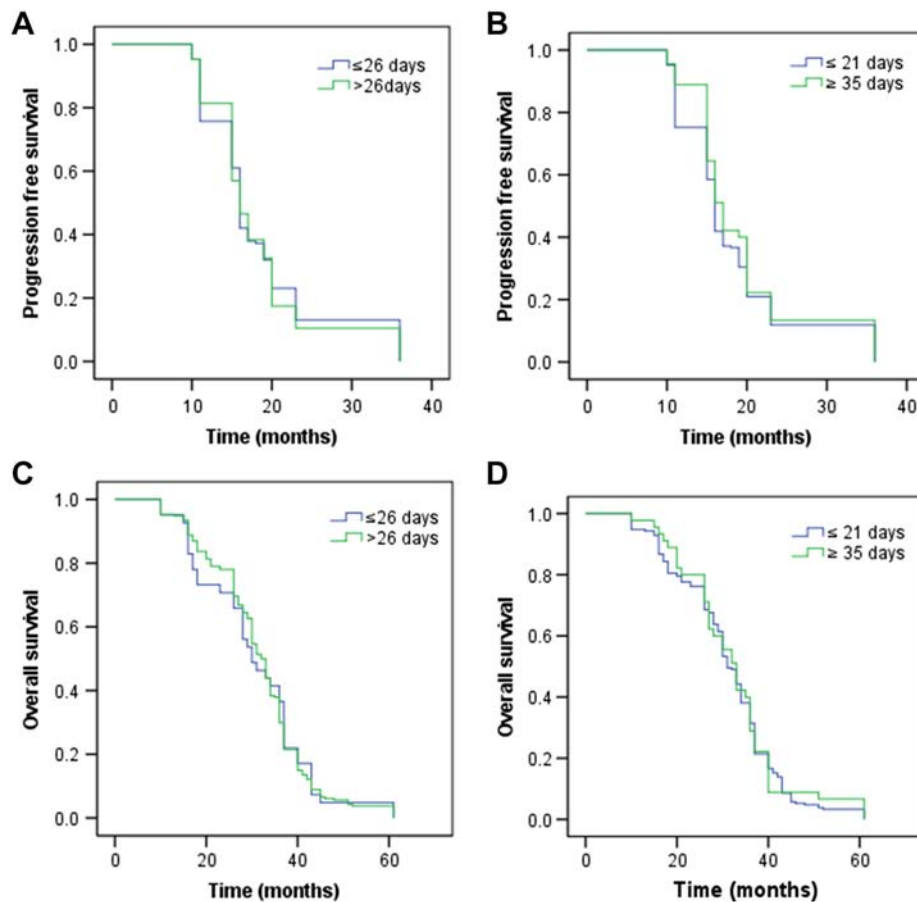 A
1.0
0.8
0.6
0.4
0.2
0.0
Progression free survival
≤26 days
>26days
0 10 20 30 40
Time (months)
B
1.0
0.8
0.6
0.4
0.2
0.0
Progression free survival
≤ 21 days
≥ 35 days
0 10 20 30 40
Time (months)
C
1.0
0.8
0.6
0.4
0.2
0.0
Overall survival
≤26 days
>26 days
0 20 40 60
Time (months)
D
1.0
0.8
0.6
0.4
0.2
0.0
Overall survival
≤ 21 days
≥ 35 days
0 20 40 60
Time (months)